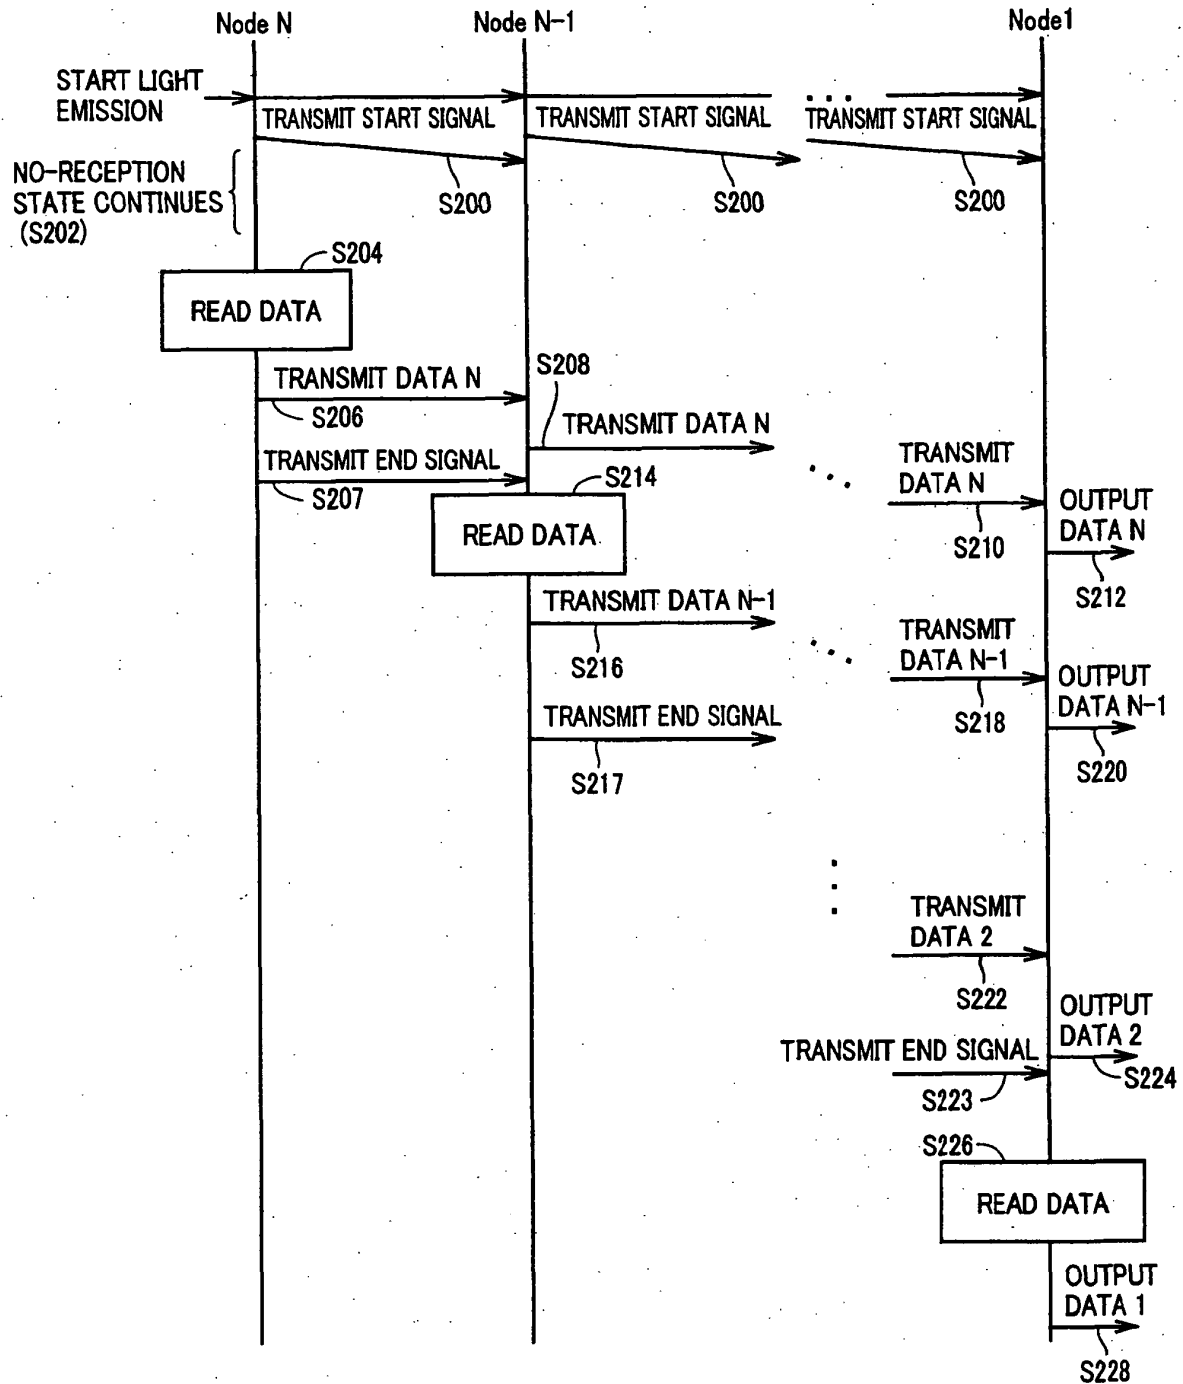 Node N
Node N-1
Node1
START LIGHT
EMISSION
TRANSMIT START SIGNAL
TRANSMIT START SIGNAL
TRANSMIT START SIGNAL
S200
S200
S200
NO-RECEPTION
STATE CONTINUES
(S202)
S204
READ DATA
TRANSMIT DATA N
S206
S208
TRANSMIT DATA N
TRANSMIT END SIGNAL
S207
S214
READ DATA
TRANSMIT
DATA N
S210
OUTPUT
DATA N
S212
TRANSMIT DATA N-1
S216
TRANSMIT
DATA N-1
S218
OUTPUT
DATA N-1
S220
TRANSMIT END SIGNAL
S217
TRANSMIT
DATA 2
S222
OUTPUT
DATA 2
S224
TRANSMIT END SIGNAL
S223
S226
READ DATA
OUTPUT
DATA 1
S228